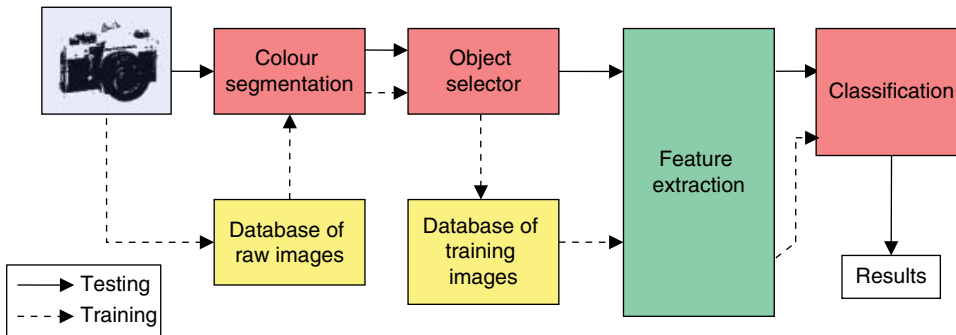 Colour
segmentation
Object
selector
Classification
Feature
extraction
Database of
raw images
Database of
training
images
Results
Testing
Training